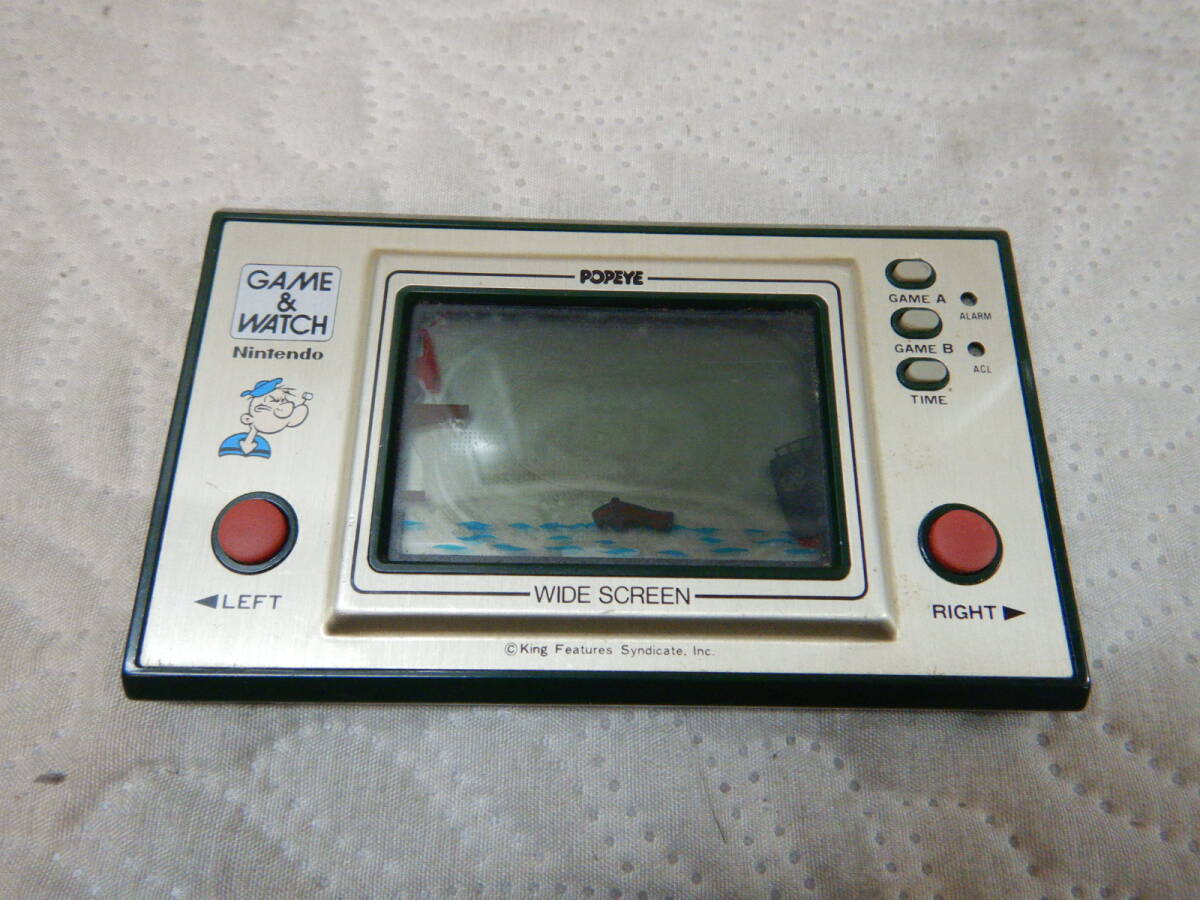 GAME
&
WATCH
Nintendo
POPEYE
GAME A
ALARM
GAME B
ACL
TIME
◀LEFT
RIGHT▶
WIDE SCREEN
©King Features Syndicate, Inc.